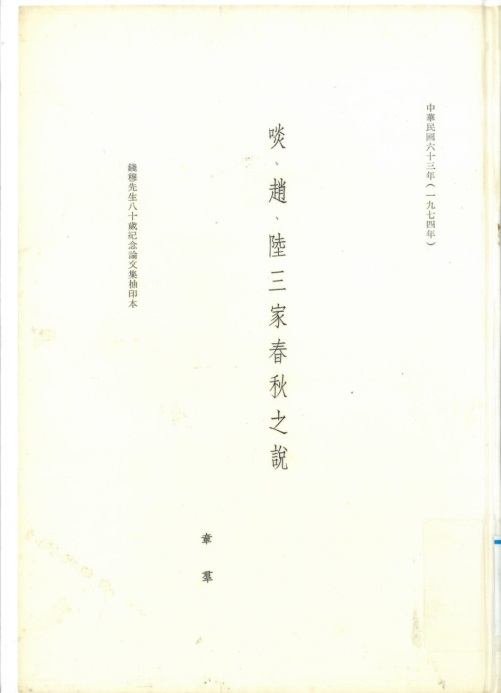 中華民國六十三年（一九七四年）
啖、趙、陸三家春秋之說
章羣
錢穆先生八十歲紀念論文集抽印本